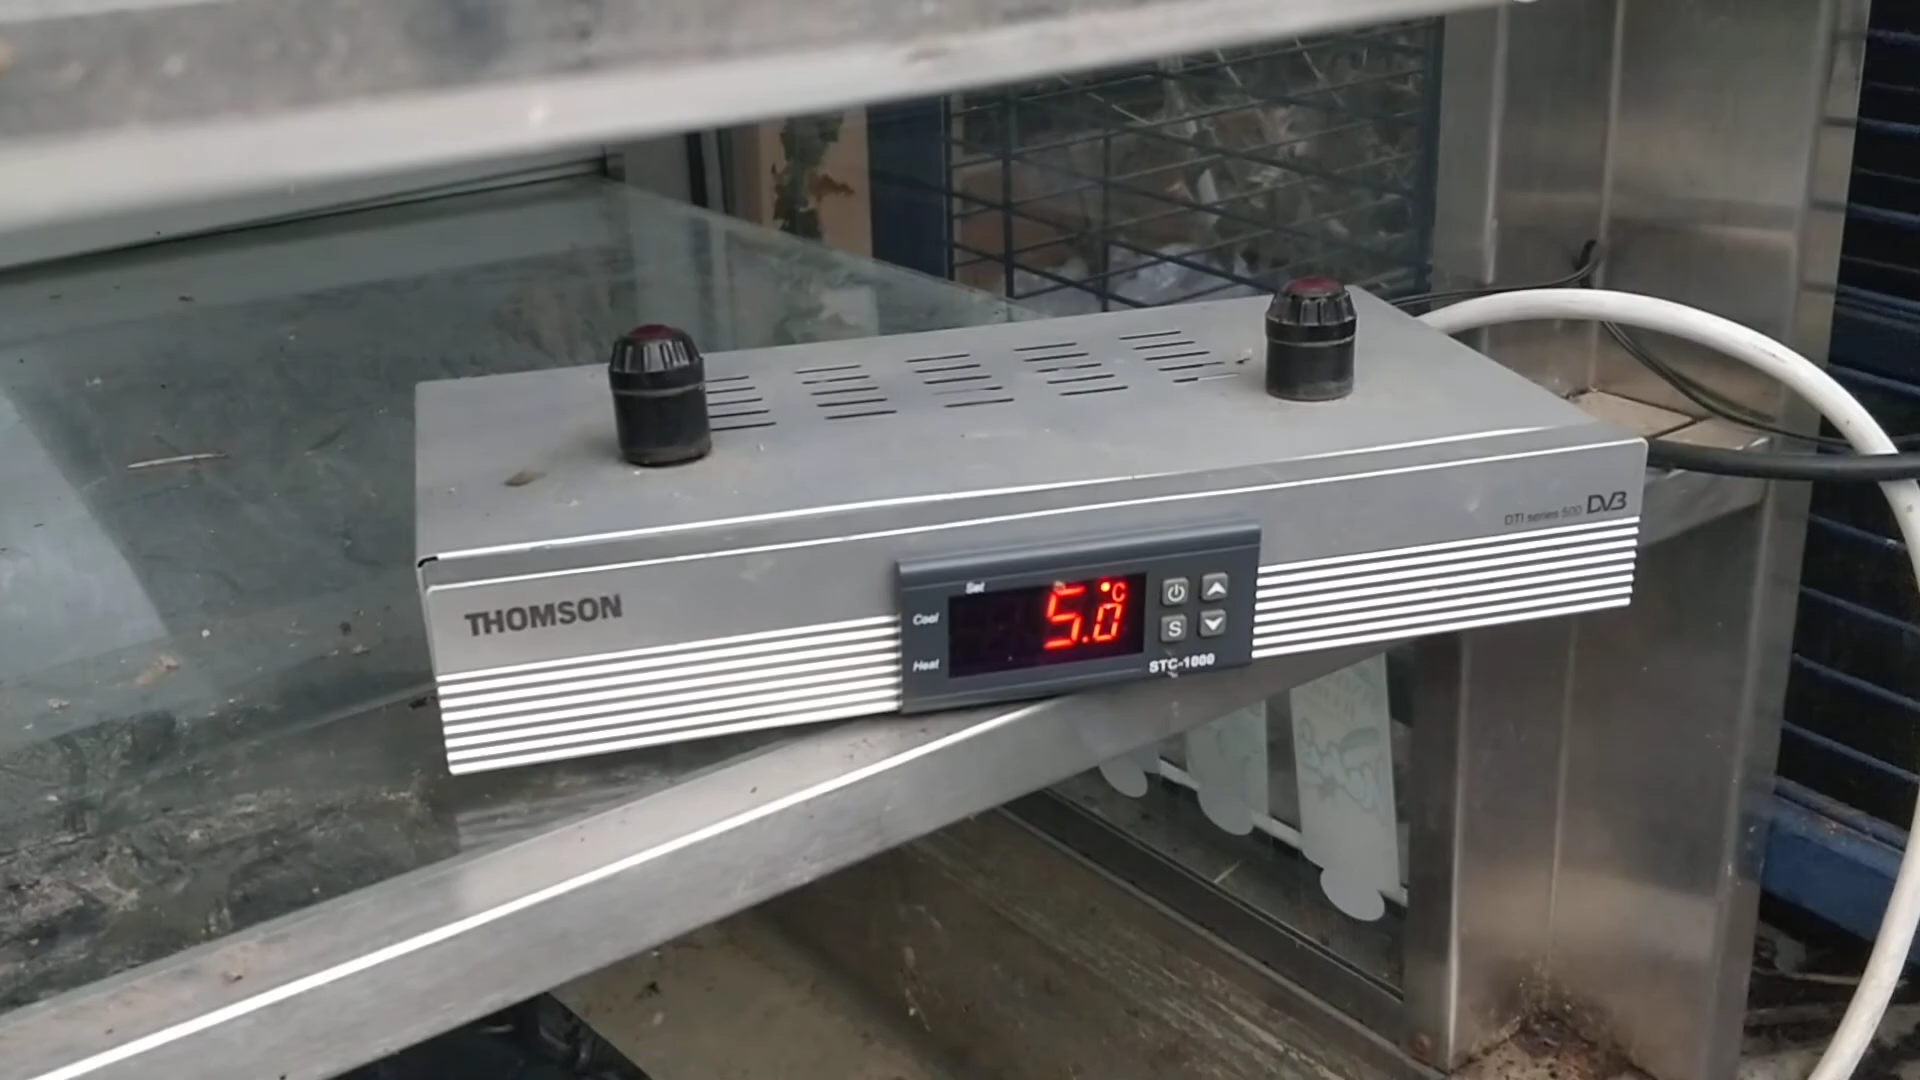 DTI series 500 DVB
THOMSON
Set
Cool
5.0 °C
S
Heat
STC-1000